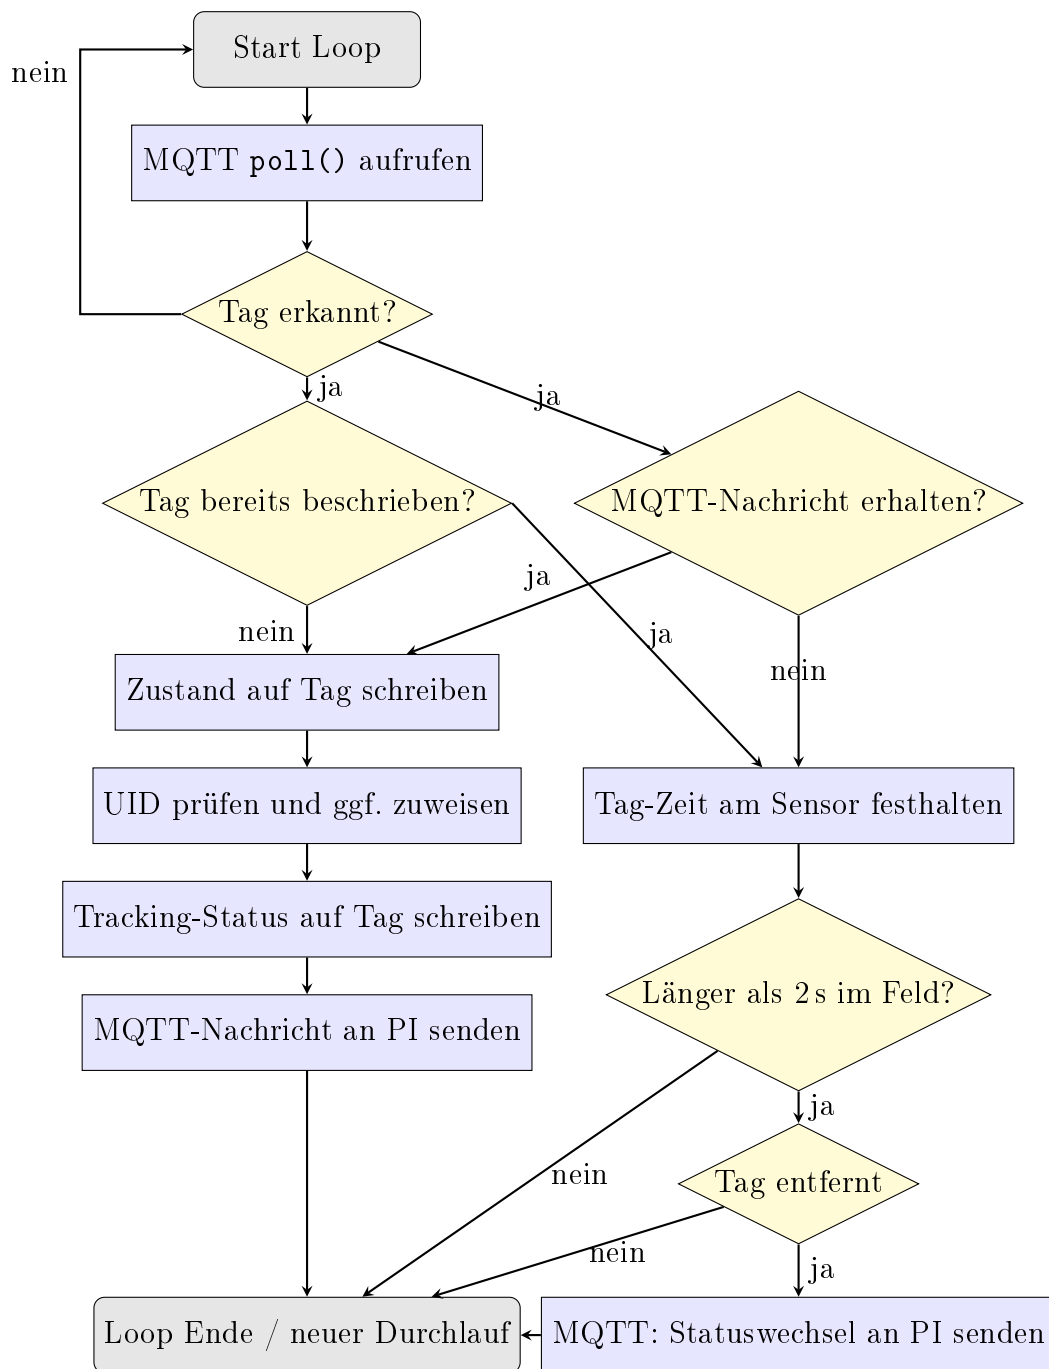 Start Loop
nein
MQTT poll() aufrufen
Tag erkannt?
ja
ja
Tag bereits beschrieben?
MQTT-Nachricht erhalten?
ja
nein
ja
nein
Zustand auf Tag schreiben
UID prüfen und ggf. zuweisen
Tag-Zeit am Sensor festhalten
Tracking-Status auf Tag schreiben
Länger als 2 s im Feld?
MQTT-Nachricht an PI senden
ja
nein
Tag entfernt
nein
ja
Loop Ende / neuer Durchlauf
MQTT: Statuswechsel an PI senden